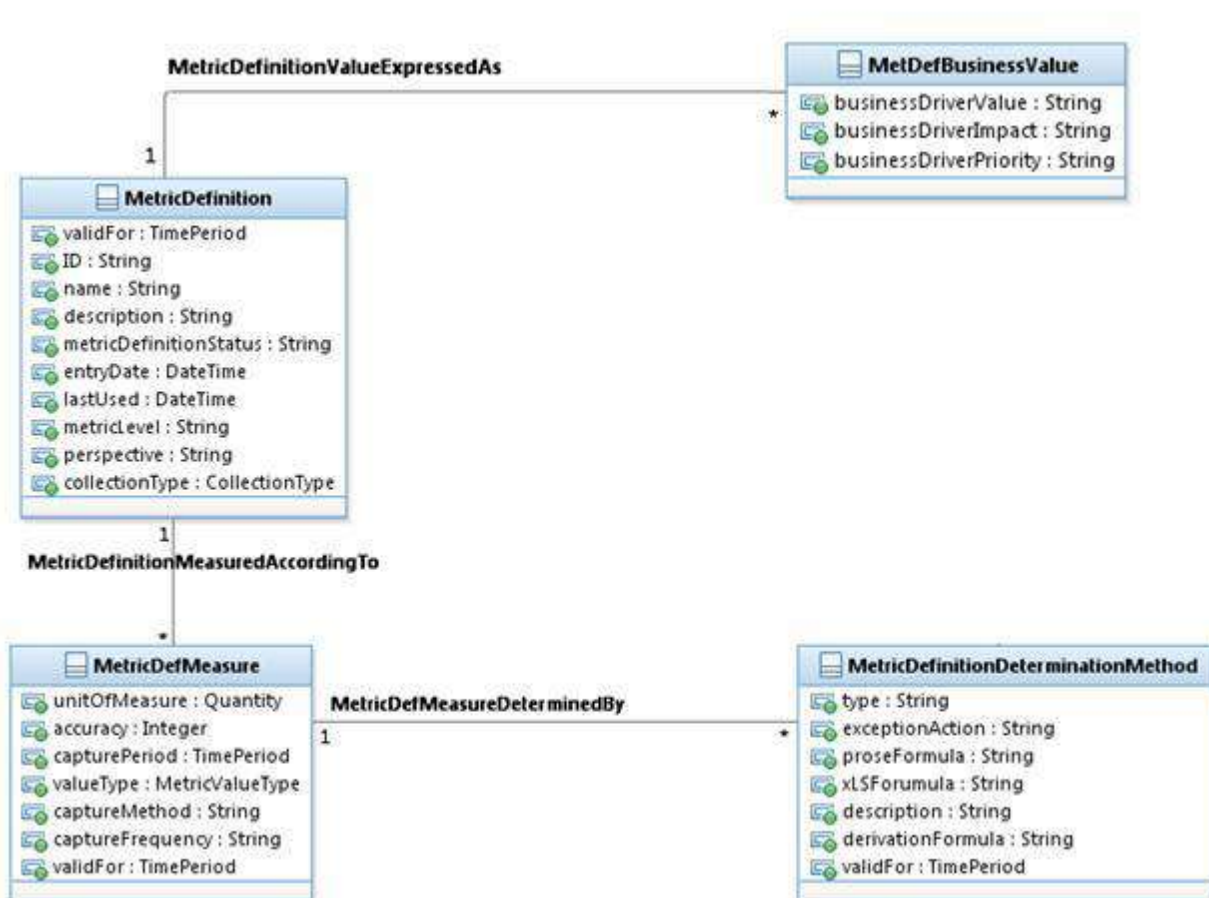 MetricDefinitionValueExpressedAs
MetDefBusinessValue
businessDriverValue : String
businessDriverImpact : String
businessDriverPriority : String
*
1
MetricDefinition
validFor : TimePeriod
ID : String
name : String
description : String
metricDefinitionStatus : String
entryDate : DateTime
lastUsed : DateTime
metricLevel : String
perspective : String
collectionType : CollectionType
1
MetricDefinitionMeasuredAccordingTo
*
MetricDefMeasure
unitOfMeasure : Quantity
accuracy : Integer
capturePeriod : TimePeriod
valueType : MetricValueType
captureMethod : String
captureFrequency : String
validFor : TimePeriod
MetricDefMeasureDeterminedBy
1
*
MetricDefinitionDeterminationMethod
type : String
exceptionAction : String
proseFormula : String
xLSForumula : String
description : String
derivationFormula : String
validFor : TimePeriod